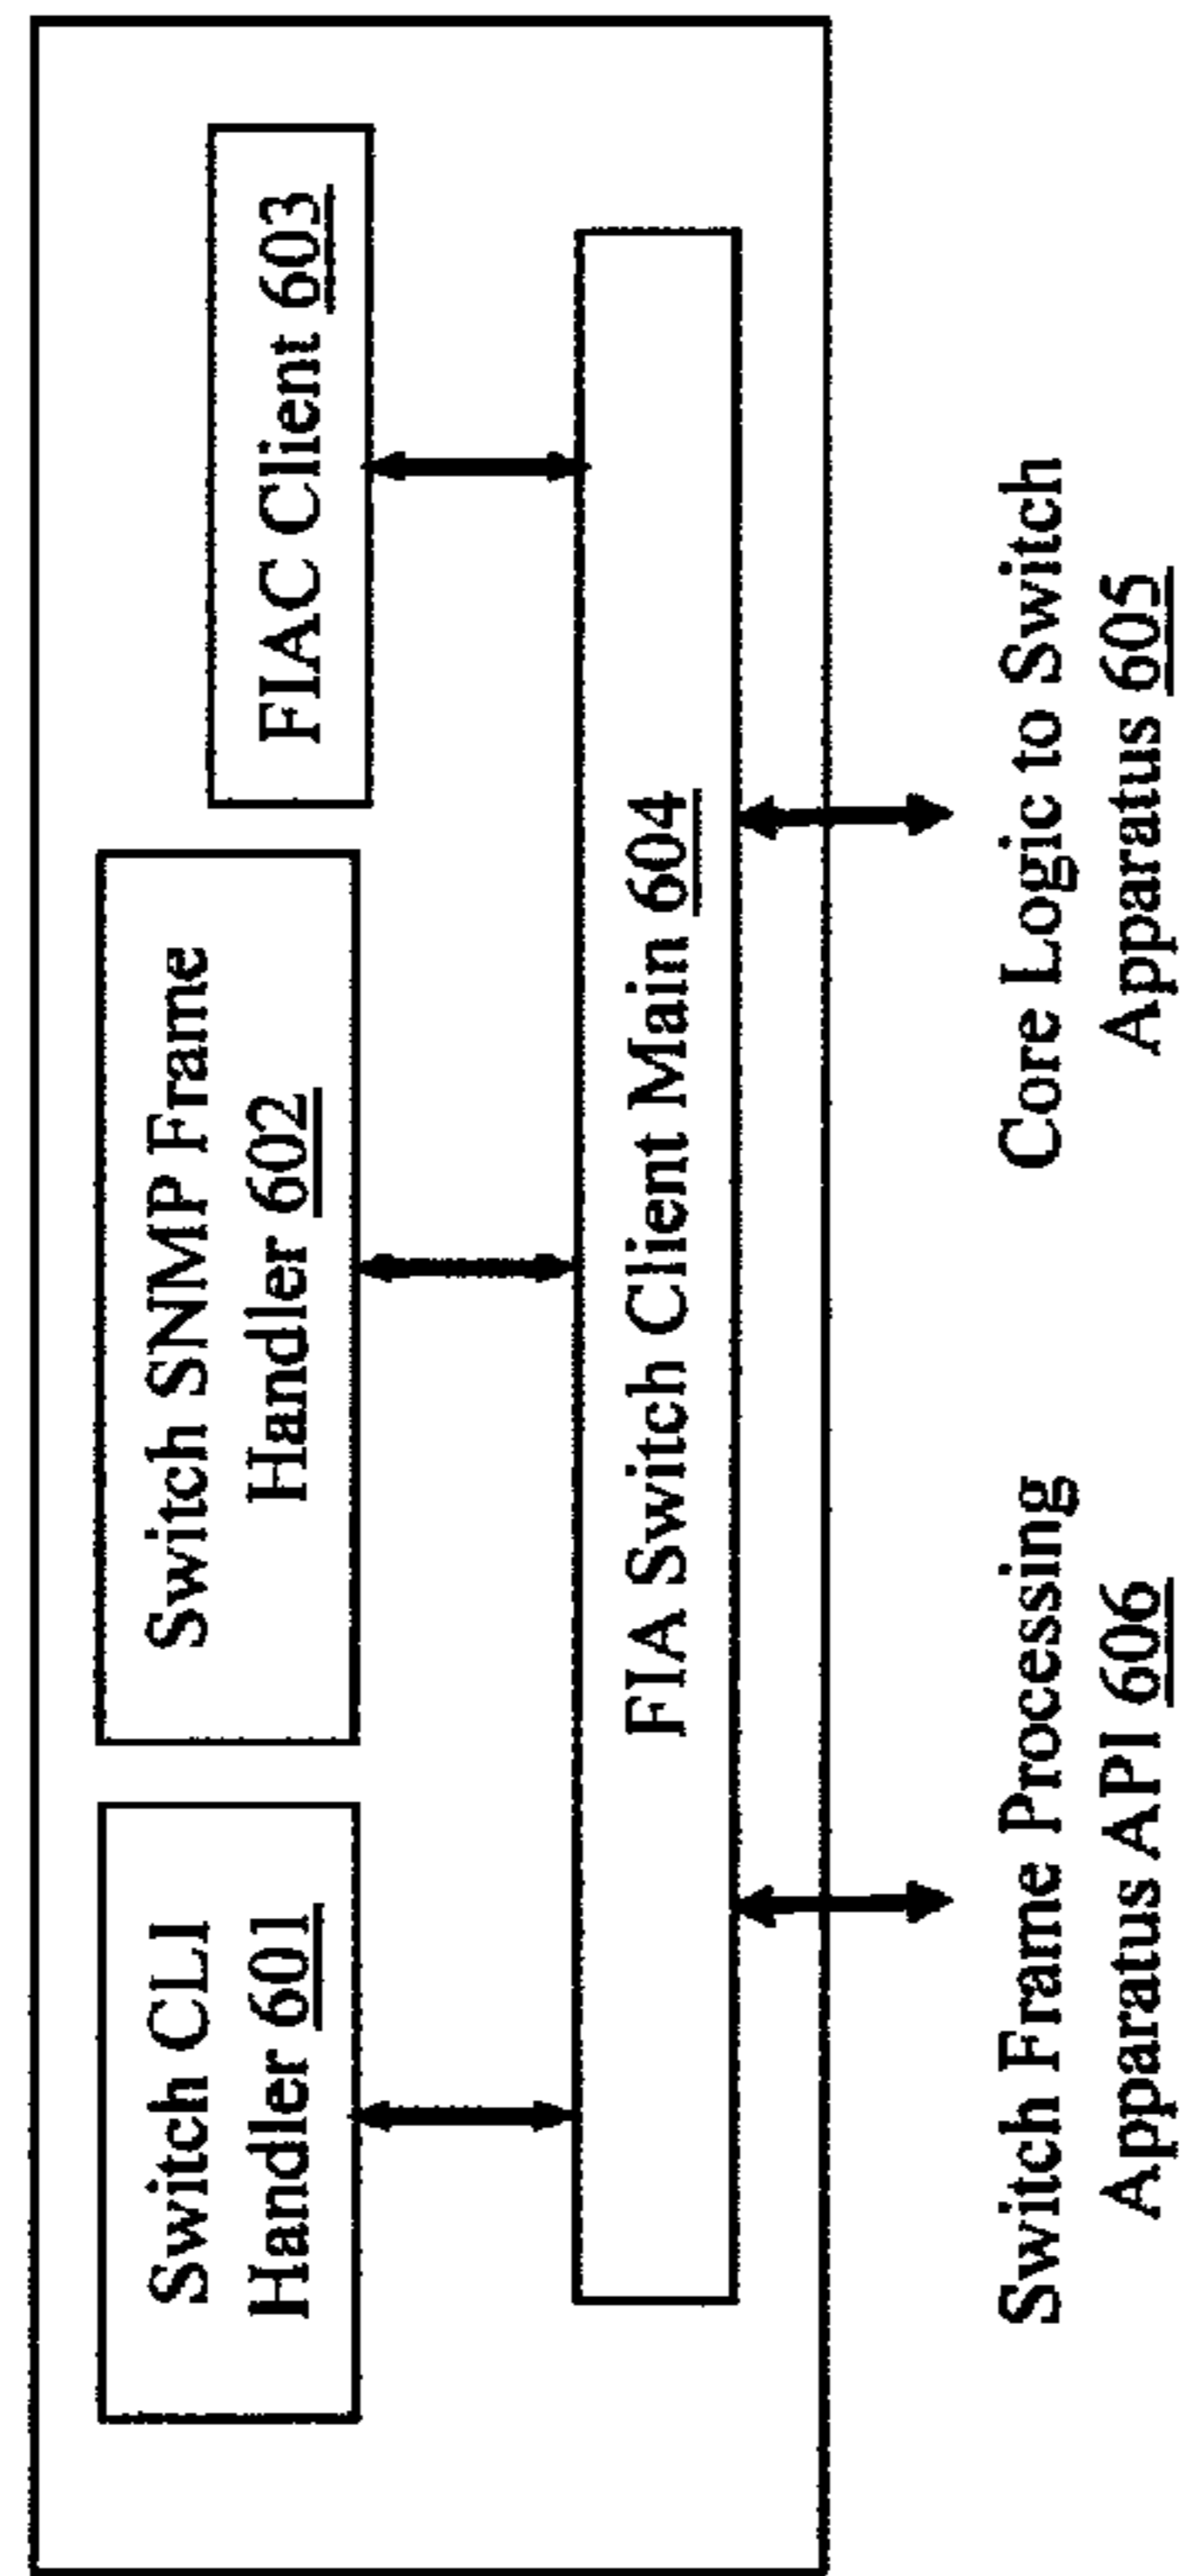 Switch CLI
Handler 601
Switch SNMP Frame
Handler 602
FIAC Client 603
FIA Switch Client Main 604
Switch Frame Processing
Apparatus API 606
Core Logic to Switch
Apparatus 605